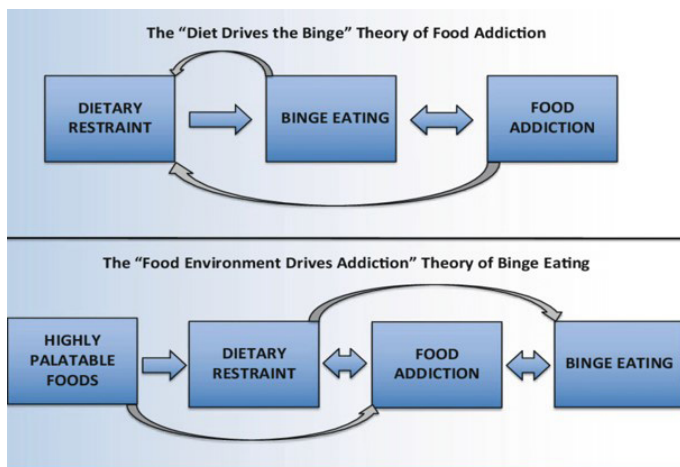 The “Diet Drives the Binge” Theory of Food Addiction
DIETARY
RESTRAINT
BINGE EATING
FOOD
ADDICTION
The “Food Environment Drives Addiction” Theory of Binge Eating
HIGHLY
PALATABLE
FOODS
DIETARY
RESTRAINT
FOOD
ADDICTION
BINGE EATING